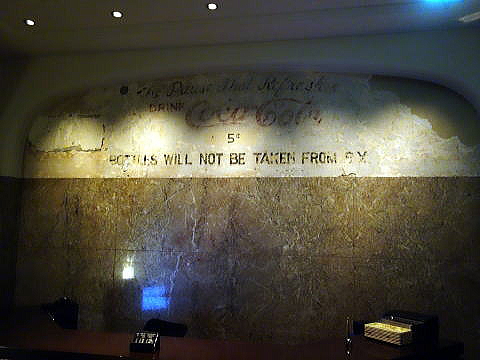 The Pause That Refreshes
DRINK Coca-Cola
5¢
BOTTLES WILL NOT BE TAKEN FROM